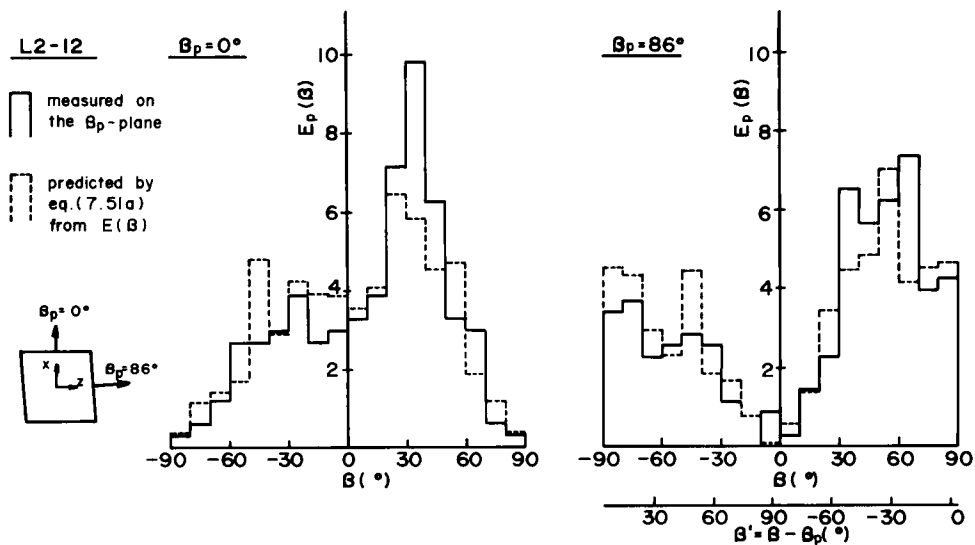 L2-12
measured on
the βp-plane
predicted by
eq.(7.51a)
from E(β)
βp=0°
x
z
βp=86°
βp=0°
Ep(β)
10
8
6
4
2
-90 -60 -30 0 30 60 90
β(°)
βp=86°
Ep(β)
10
8
6
4
2
-90 -60 -30 0 30 60 90
β(°)
30 60 90 -60 -30 0
β'=β-βp(°)